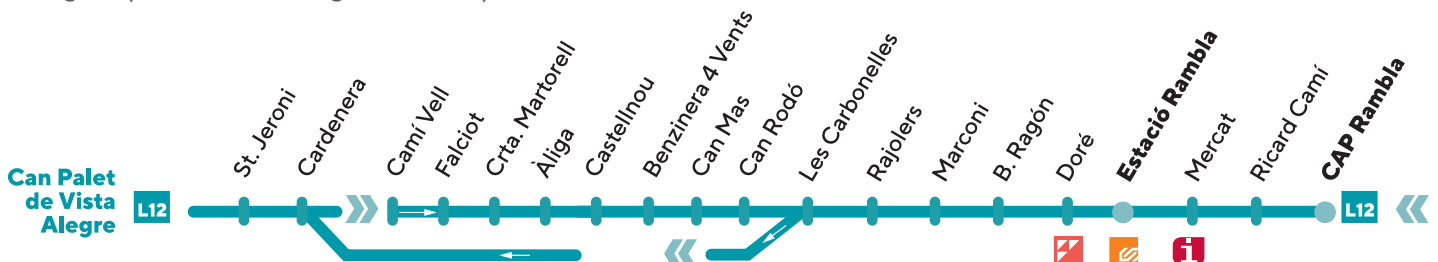 St. Jeroni
Cardenera
Camí Vell
Falciot
Crta. Martorell
Àliga
Castellnou
Benzinera 4 Vents
Can Mas
Can Rodó
Les Carbonelles
Rajolers
Marconi
B. Ragón
Doré
Estació Rambla
Mercat
Ricard Camí
CAP Rambla
Can Palet
de Vista
Alegre
L12
L12